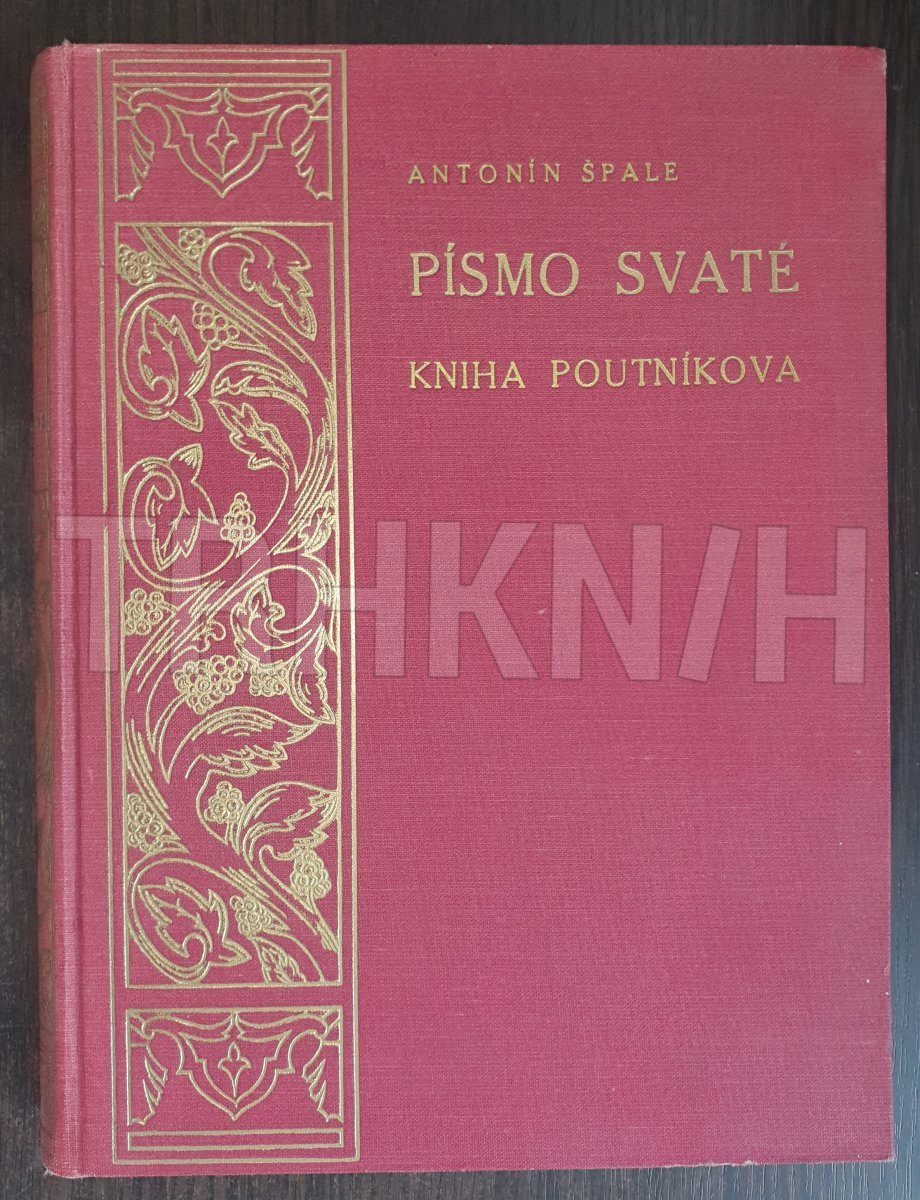 ANTONÍN ŠPALE
PÍSMO SVATÉ
KNIHA POUTNÍKOVA